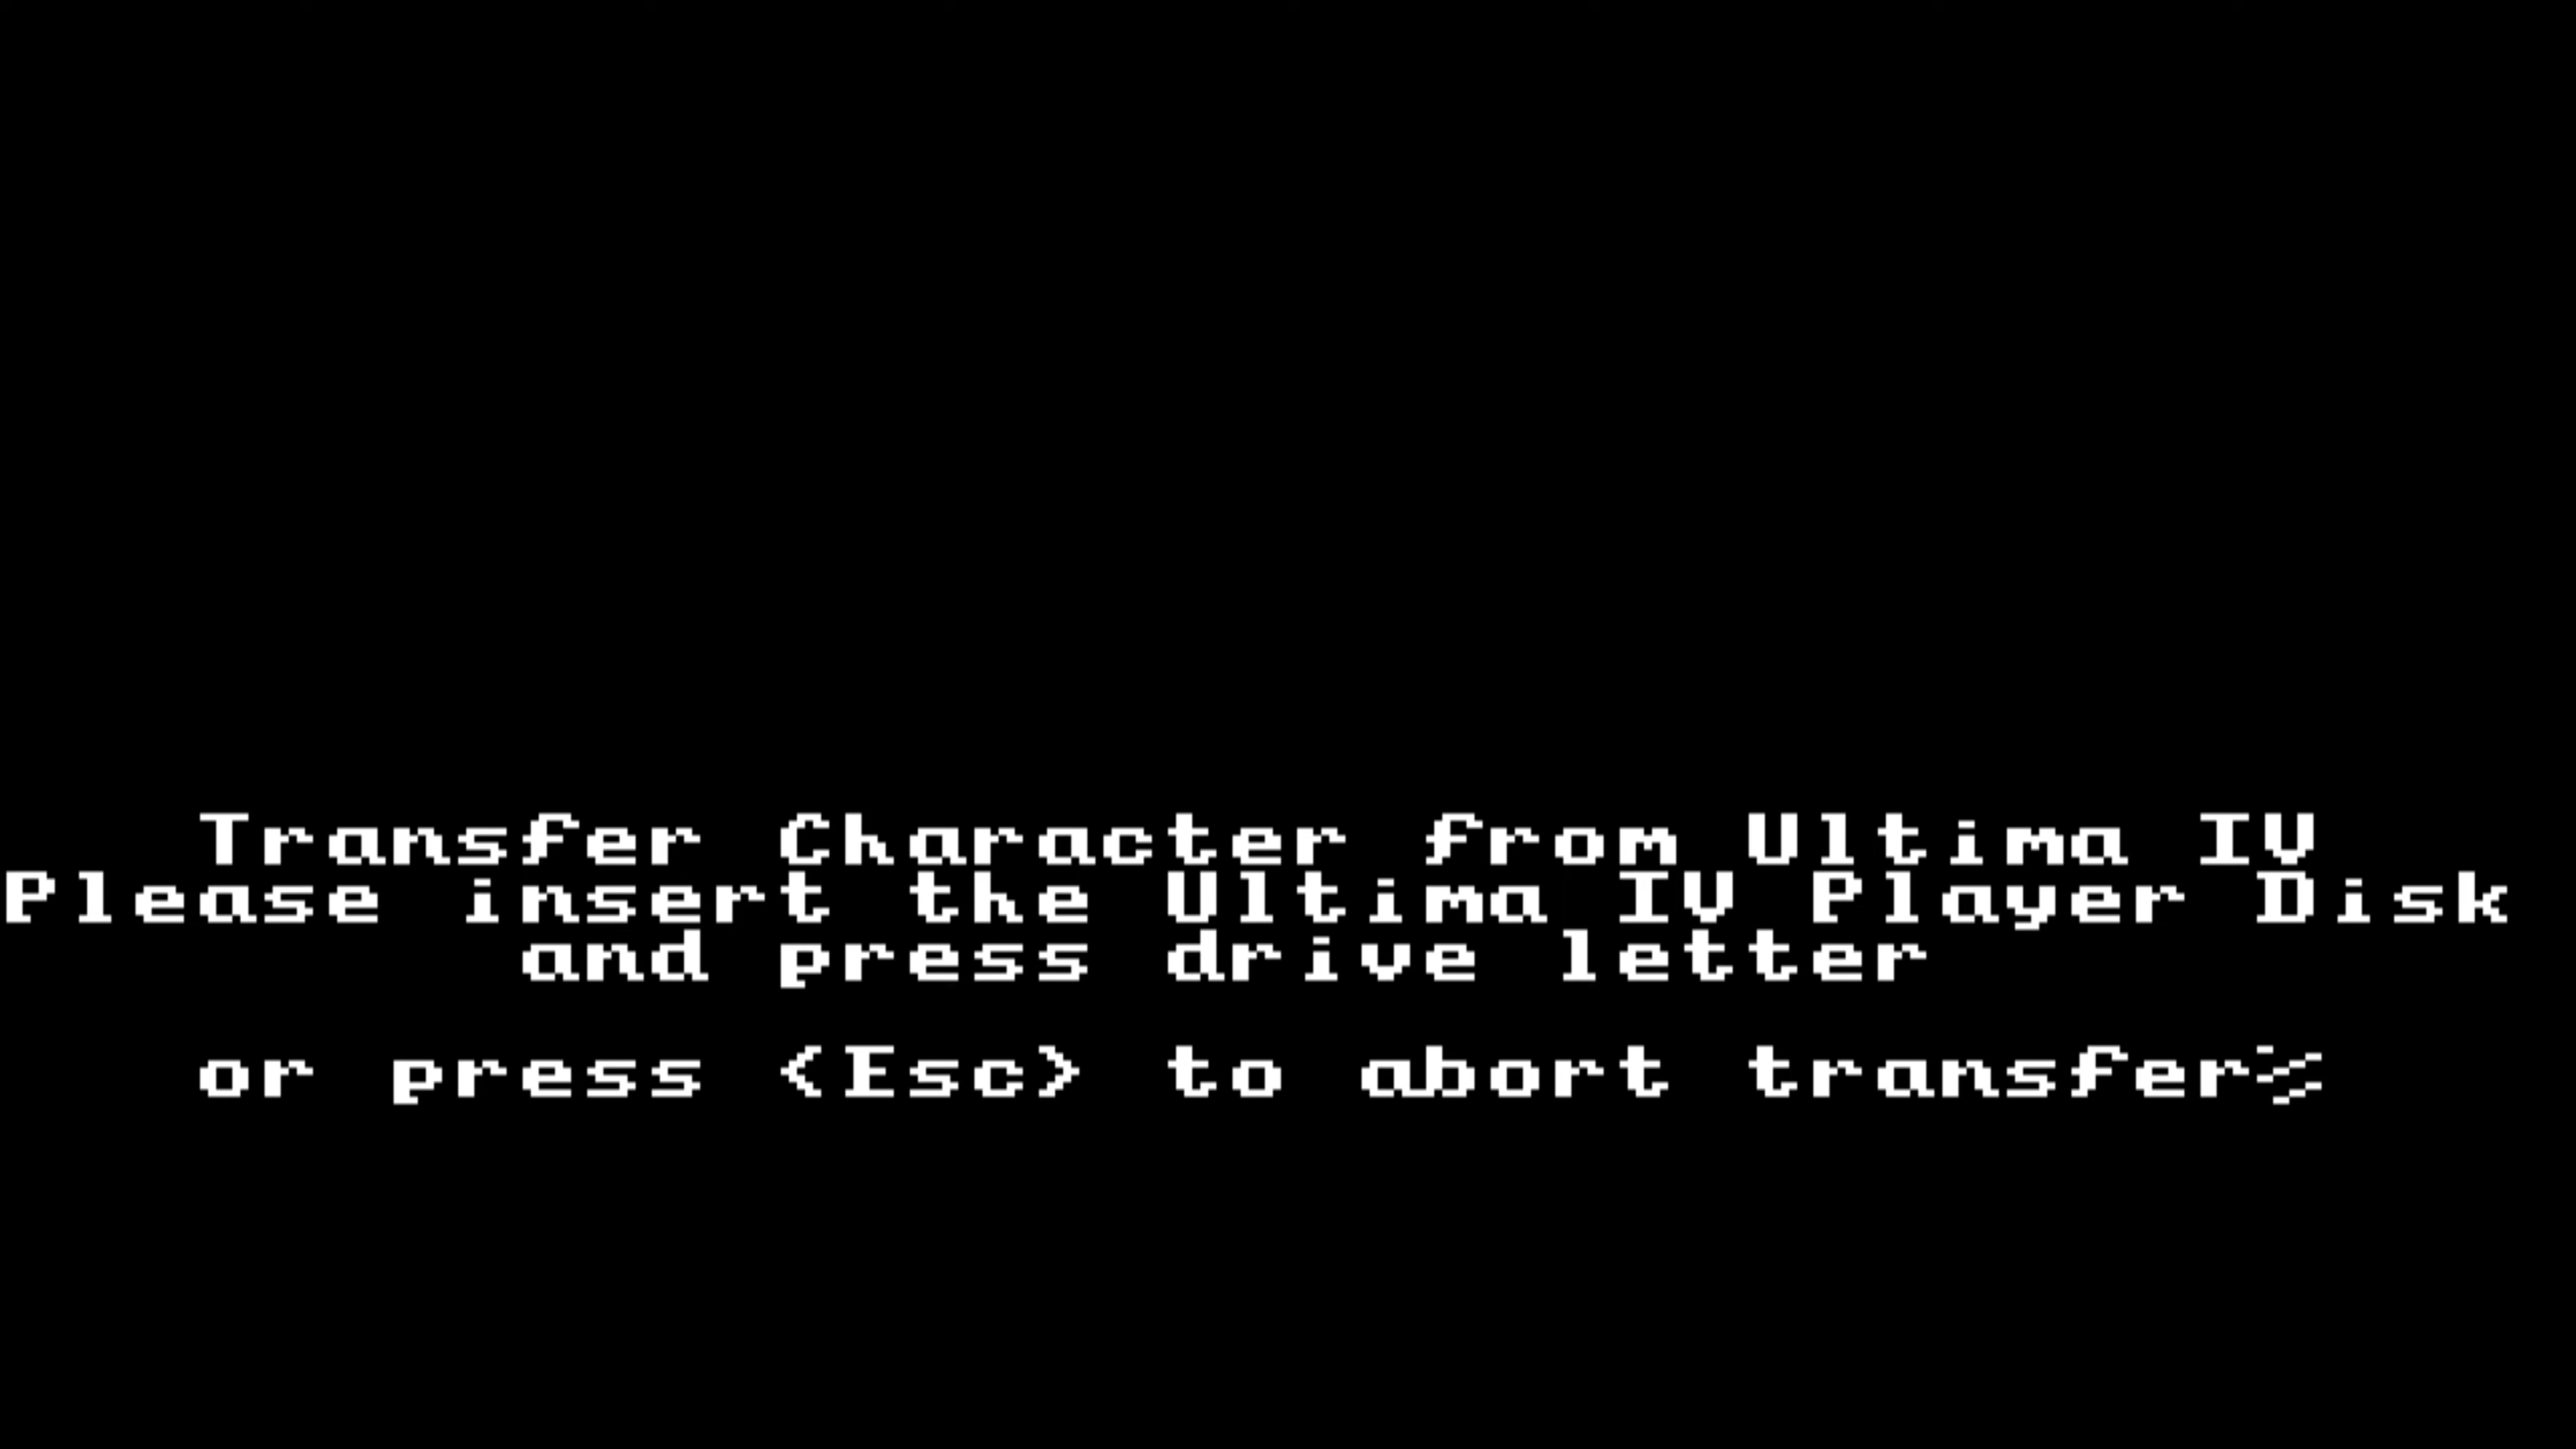 Transfer Character from Ultima IV
Please insert the Ultima IV Player Disk
and press drive letter
or press <Esc> to abort transfer